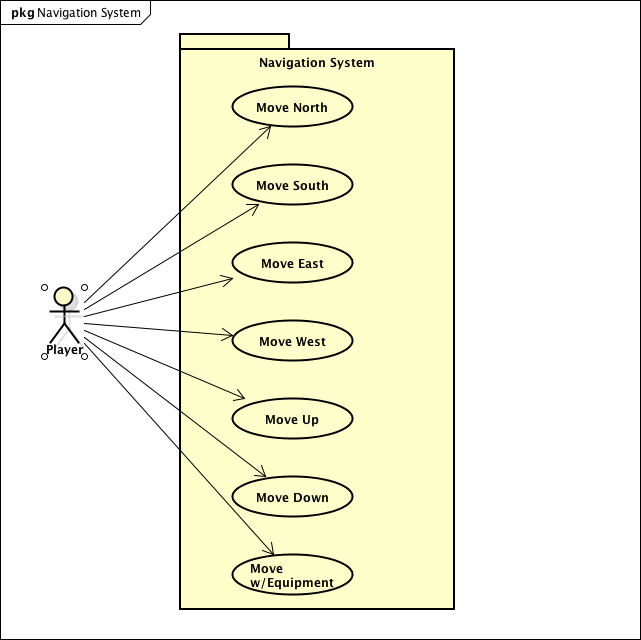 pkg Navigation System
Navigation System
Move North
Move South
Move East
Move West
Player
Move Up
Move Down
Move
w/Equipment